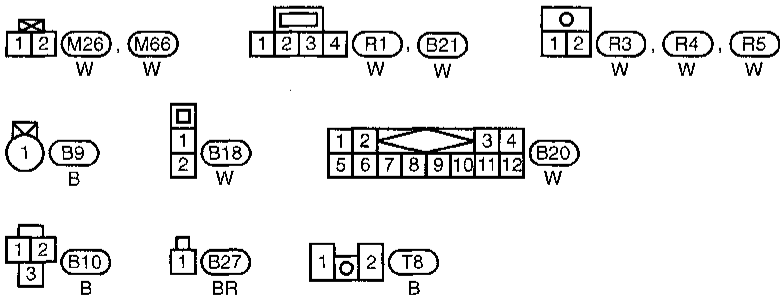 1 2 M26 , M66
W W
1 2 3 4 R1 , B21
W W
1 2 R3 , R4 , R5
W W W
1 B9
B
1
2 B18
W
1 2 3 4
5 6 7 8 9 10 11 12 B20
W
1 2
3 B10
B
1 B27
BR
1 2 T8
B